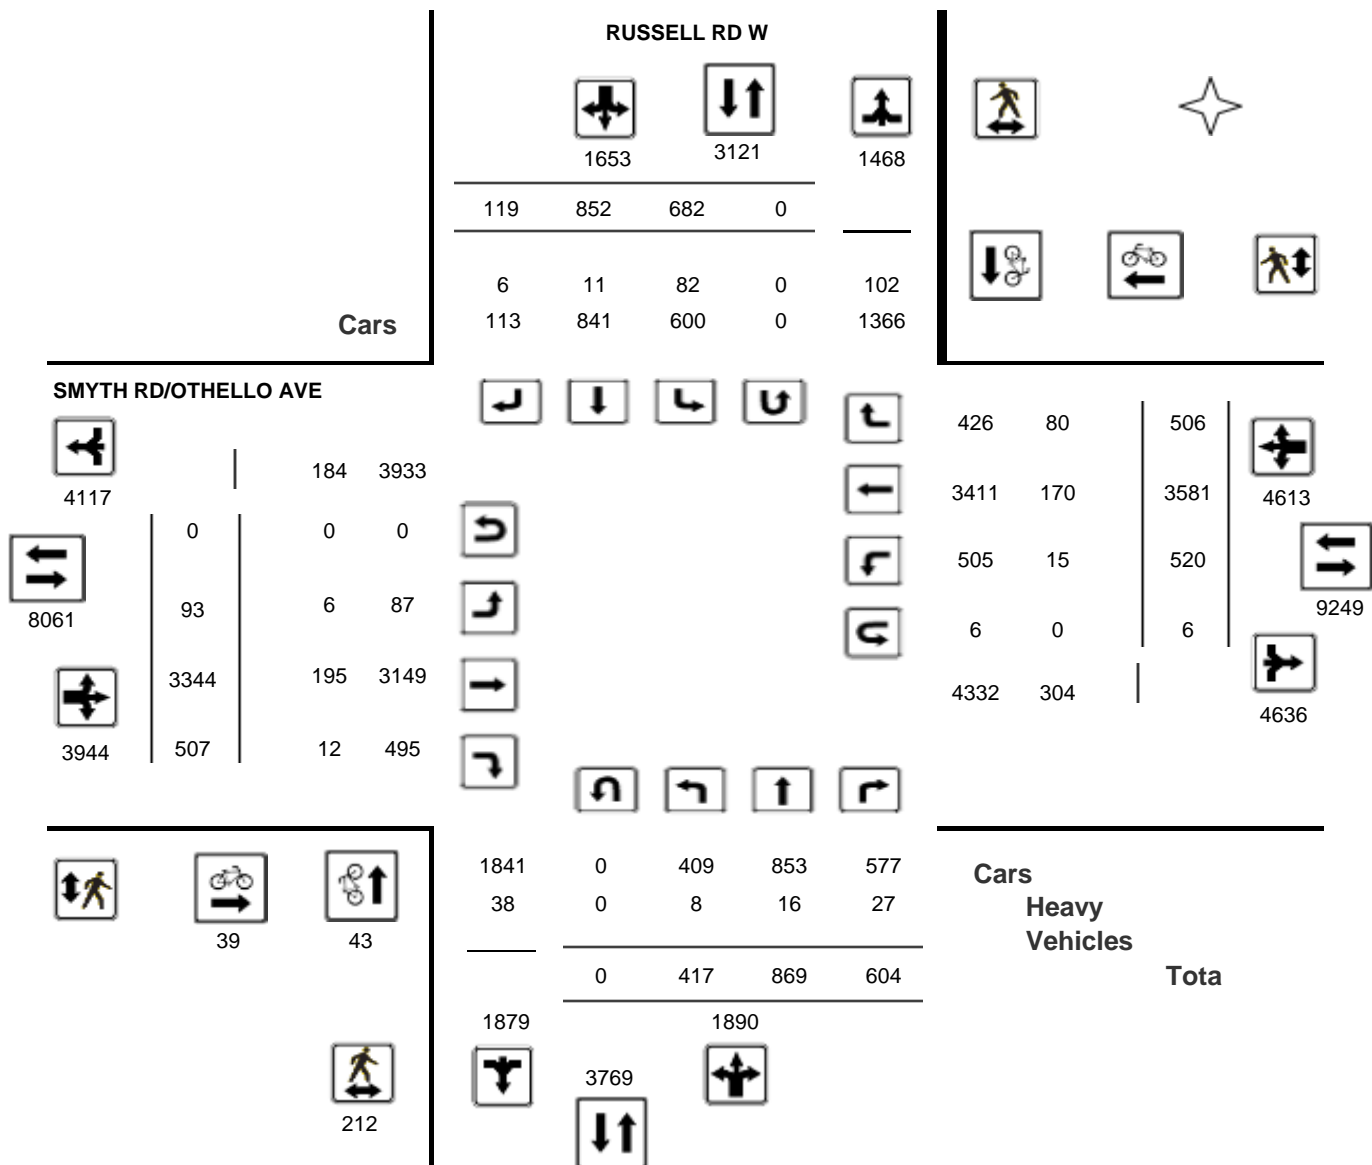 RUSSELL RD W
1653 3121 1468
119 852 682 0
6 11 82 0 102
Cars 113 841 600 0 1366
SMYTH RD/OTHELLO AVE
426 80 506
184 3933
4117 3411 170 3581 4613
0 0 0
505 15 520
93 6 87 9249
8061
6 0 6
3344 195 3149
4332 304
4636
3944 507 12 495
1841 0 409 853 577
Cars
38 0 8 16 27 Heavy
39 43 Vehicles
0 417 869 604 Tota
1879 1890
3769
212